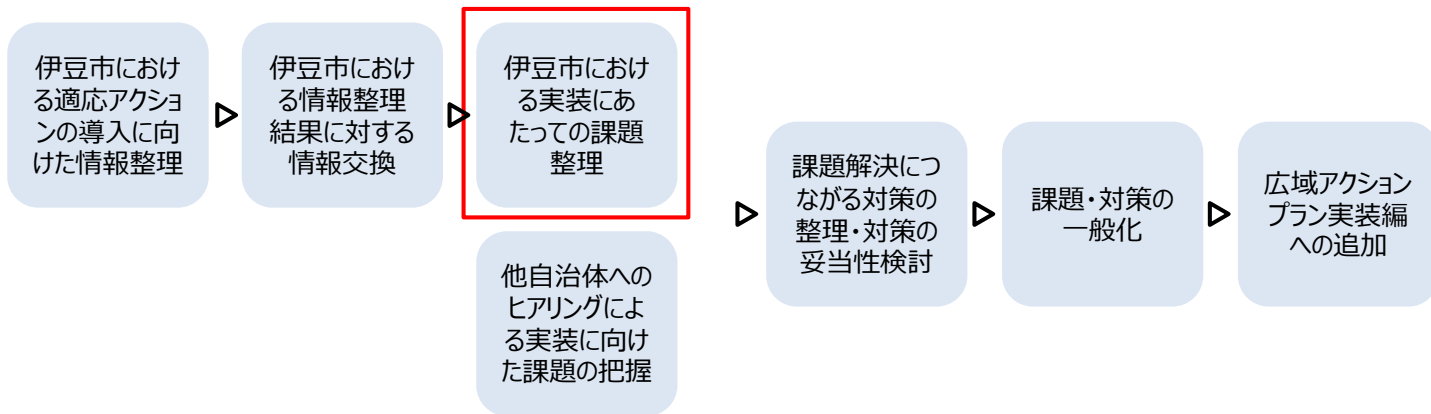 伊豆市におけ
る適応アクショ
ンの導入に向
けた情報整理
伊豆市におけ
る情報整理
結果に対する
情報交換
伊豆市におけ
る実装にあ
たっての課題
整理
他自治体への
ヒアリングによ
る実装に向け
た課題の把握
課題解決につ
ながる対策の
整理・対策の
妥当性検討
課題・対策の
一般化
広域アクション
プラン実装編
への追加